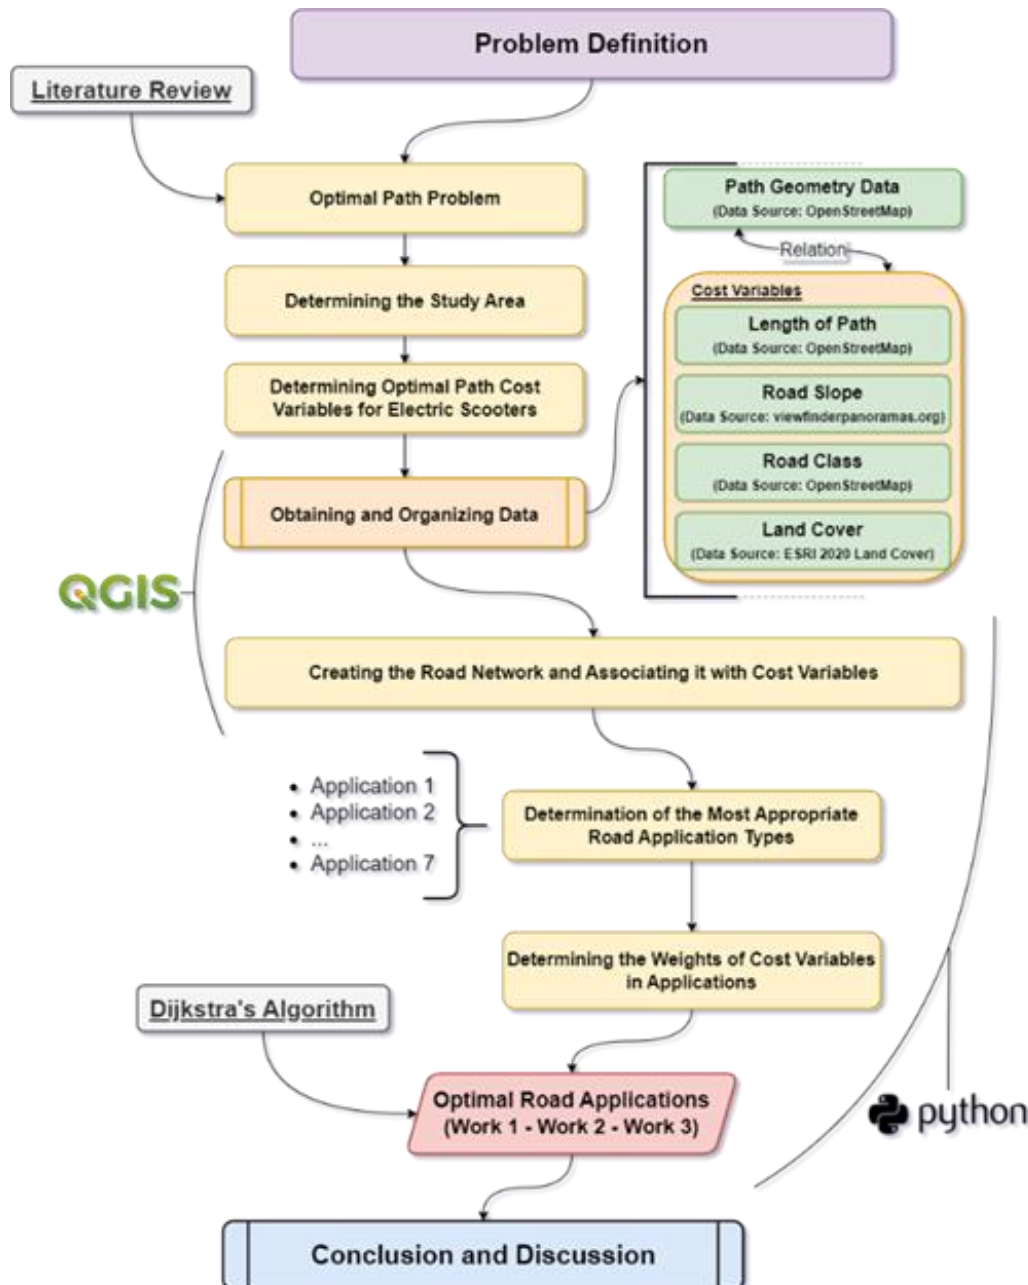 Problem Definition
Literature Review
Optimal Path Problem
Determining the Study Area
Determining Optimal Path Cost
Variables for Electric Scooters
Obtaining and Organizing Data
Path Geometry Data
(Data Source: OpenStreetMap)
Relation
Cost Variables
Length of Path
(Data Source: OpenStreetMap)
Road Slope
(Data Source: viewfinderpanoramas.org)
Road Class
(Data Source: OpenStreetMap)
Land Cover
(Data Source: ESRI 2020 Land Cover)
QGIS
Creating the Road Network and Associating it with Cost Variables
• Application 1
• Application 2
• ...
• Application 7
Determination of the Most Appropriate
Road Application Types
Determining the Weights of Cost Variables
in Applications
Dijkstra's Algorithm
Optimal Road Applications
(Work 1 - Work 2 - Work 3)
python
Conclusion and Discussion